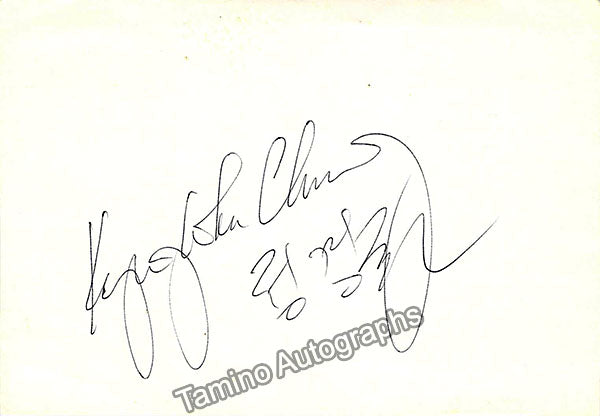 Kyung Wha Chung
정경화
Tamino Autographs